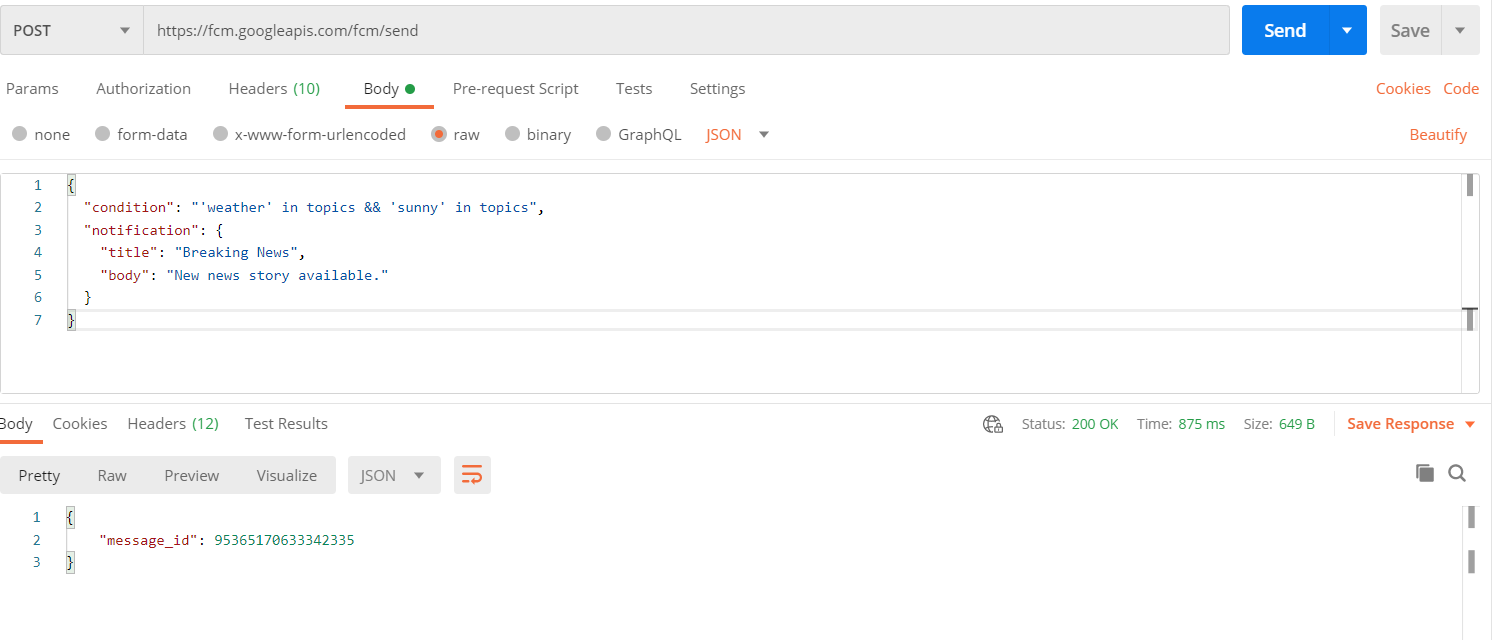 POST https://fcm.googleapis.com/fcm/send Send Save
Params Authorization Headers (10) Body Pre-request Script Tests Settings Cookies Code
none form-data x-www-form-urlencoded raw binary GraphQL JSON Beautify
1 {
2 "condition": "'weather' in topics && 'sunny' in topics",
3 "notification": {
4 "title": "Breaking News",
5 "body": "New news story available."
6 }
7 }
Body Cookies Headers (12) Test Results Status: 200 OK Time: 875 ms Size: 649 B Save Response
Pretty Raw Preview Visualize JSON
1 {
2 "message_id": 95365170633342335
3 }